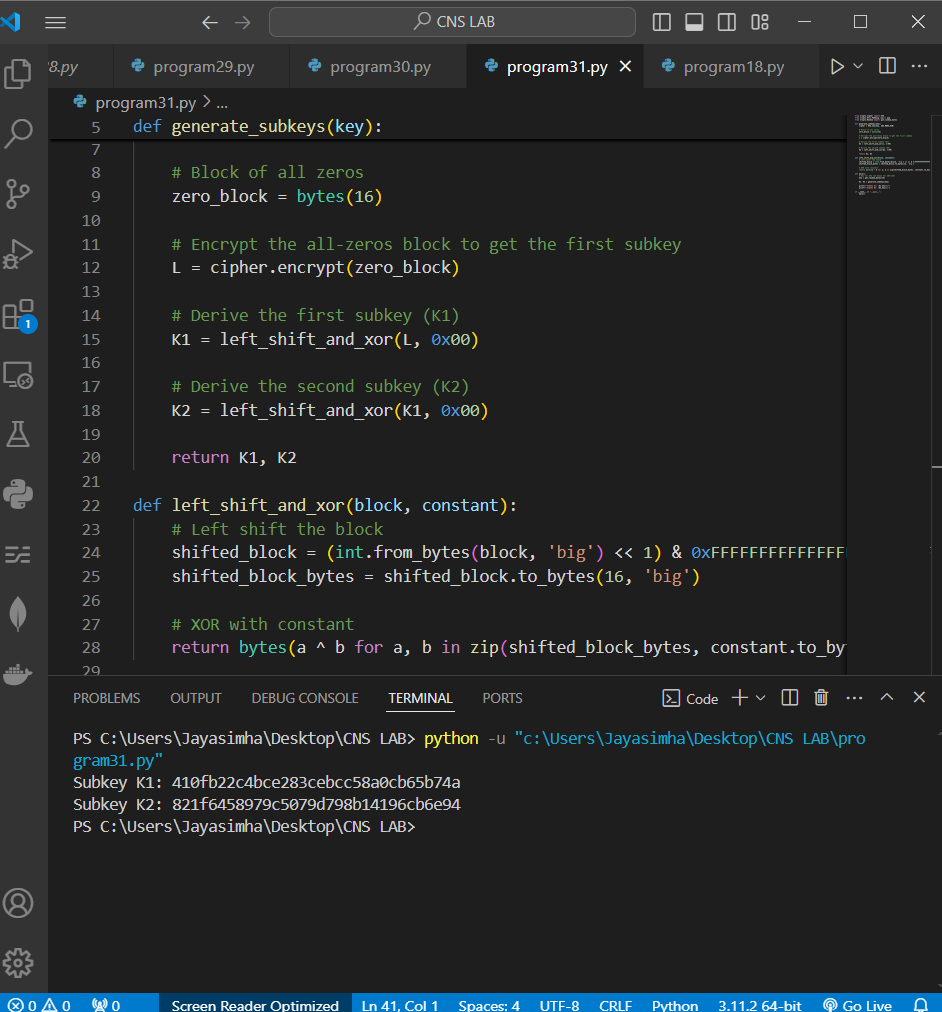 CNS LAB
8.py
program29.py
program30.py
program31.py
program18.py
program31.py > ...
5 def generate_subkeys(key):
7
8 # Block of all zeros
9 zero_block = bytes(16)
10
11 # Encrypt the all-zeros block to get the first subkey
12 L = cipher.encrypt(zero_block)
13
14 # Derive the first subkey (K1)
15 K1 = left_shift_and_xor(L, 0x00)
16
17 # Derive the second subkey (K2)
18 K2 = left_shift_and_xor(K1, 0x00)
19
20 return K1, K2
21
22 def left_shift_and_xor(block, constant):
23 # Left shift the block
24 shifted_block = (int.from_bytes(block, 'big') << 1) & 0xFFFFFFFFFFFFFF
25 shifted_block_bytes = shifted_block.to_bytes(16, 'big')
26
27 # XOR with constant
28 return bytes(a ^ b for a, b in zip(shifted_block_bytes, constant.to_by
29
1
PROBLEMS OUTPUT DEBUG CONSOLE TERMINAL PORTS Code
PS C:\Users\Jayasimha\Desktop\CNS LAB> python -u "c:\Users\Jayasimha\Desktop\CNS LAB\pro
gram31.py"
Subkey K1: 410fb22c4bce283cebcc58a0cb65b74a
Subkey K2: 821f6458979c5079d798b14196cb6e94
PS C:\Users\Jayasimha\Desktop\CNS LAB>
0 0 0 Screen Reader Optimized Ln 41, Col 1 Spaces: 4 UTF-8 CRLF Python 3.11.2 64-bit Go Live